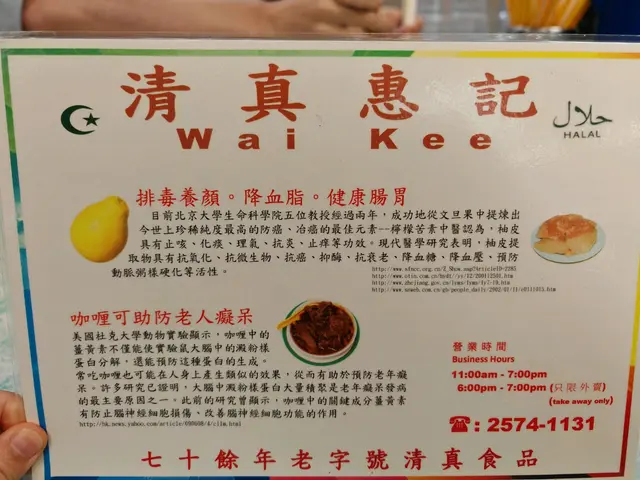 清真惠記
Wai Kee
حلال
HALAL
排毒養顏。降血脂。健康腸胃
目前北京大學生命科學院五位教授經過兩年，成功地從文旦果中提煉出
今世上珍稀純度最高的防癌、冶癌的最佳元素--檸檬苦素中醫認為，柚皮
具有止咳、化痰、理氣、抗炎、止痒等功效。現代醫學研究表明，柚皮提
取物具有抗氧化、抗微生物、抗癌、抑酶、抗衰老、降血糖、降血壓、預防
動脈粥樣硬化等活性。
咖喱可助防老人癡呆
美國杜克大學動物實驗顯示，咖喱中的
薑黃素不僅能使實驗鼠大腦中的澱粉樣
蛋白分解，還能預防這種蛋白的生成。
常吃咖喱也可能在人身上產生類似的效果，從而有助於預防老年癡
呆。許多研究已證明，大腦中澱粉樣蛋白大量積聚是老年癡呆發病
的最主要原因之一。此前的研究曾顯示，咖喱中的關鍵成分薑黃素
有防止腦神經細胞損傷、改善腦神經細胞功能的作用。
營業時間
Business Hours
11:00am - 7:00pm
6:00pm - 7:00pm (只限外賣)
(take away only)
☎: 2574-1131
七十餘年老字號清真食品